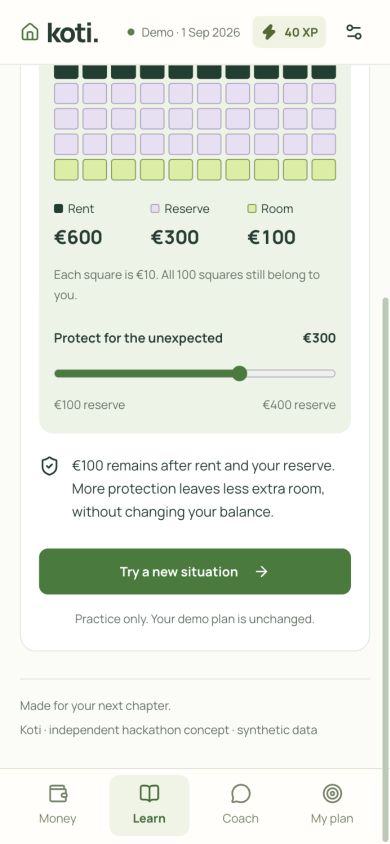 koti.
Demo · 1 Sep 2026
40 XP
Rent
Reserve
Room
€600
€300
€100
Each square is €10. All 100 squares still belong to
you.
Protect for the unexpected
€300
€100 reserve
€400 reserve
€100 remains after rent and your reserve.
More protection leaves less extra room,
without changing your balance.
Try a new situation
Practice only. Your demo plan is unchanged.
Made for your next chapter.
Koti · independent hackathon concept · synthetic data
Money
Learn
Coach
My plan